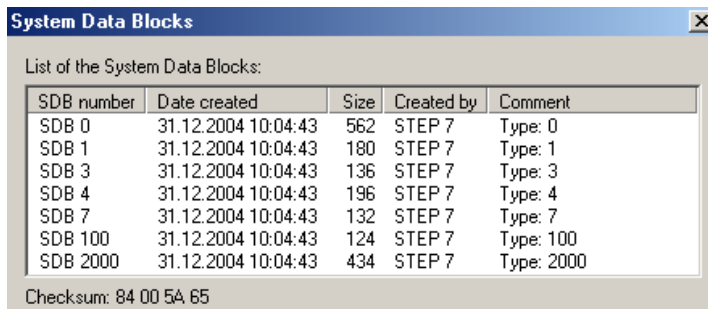 System Data Blocks
List of the System Data Blocks:
SDB number Date created Size Created by Comment
SDB 0 31.12.2004 10:04:43 562 STEP 7 Type: 0
SDB 1 31.12.2004 10:04:43 180 STEP 7 Type: 1
SDB 3 31.12.2004 10:04:43 136 STEP 7 Type: 3
SDB 4 31.12.2004 10:04:43 196 STEP 7 Type: 4
SDB 7 31.12.2004 10:04:43 132 STEP 7 Type: 7
SDB 100 31.12.2004 10:04:43 124 STEP 7 Type: 100
SDB 2000 31.12.2004 10:04:43 434 STEP 7 Type: 2000
Checksum: 84 00 5A 65